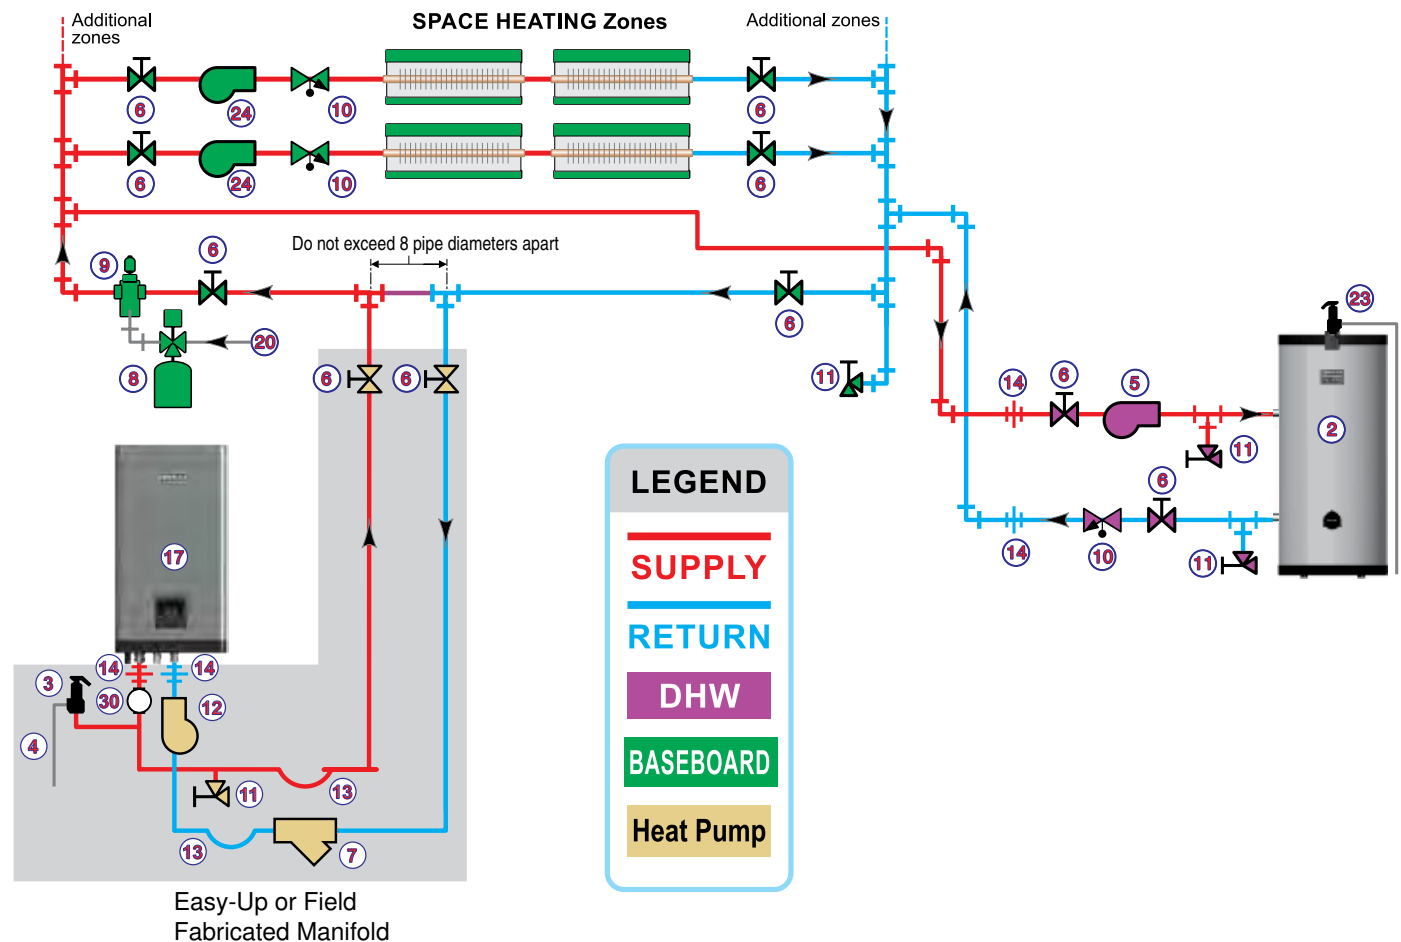 Additional
zones
SPACE HEATING Zones
Additional zones
6
24
10
6
6
24
10
6
Do not exceed 8 pipe diameters apart
9
6
6
20
8
6
6
11
23
14
6
5
2
11
6
14
10
11
17
14
14
3
30
12
4
11
13
13
7
LEGEND
SUPPLY
RETURN
DHW
BASEBOARD
Heat Pump
Easy-Up or Field
Fabricated Manifold